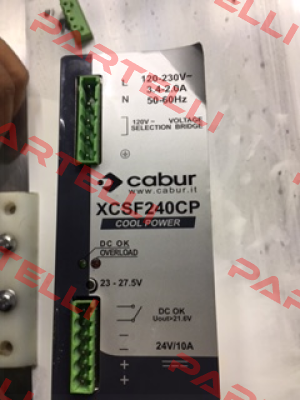 L 120-230V~
3.4-2.0A
N 50-60Hz
120V~ VOLTAGE
SELECTION BRIDGE
cabur
www.cabur.it
XCSF240CP
COOL POWER
DC OK
OVERLOAD
23 - 27.5V
DC OK
Uout>21.6V
24V/10A
PARTELLI
PARTELLI
PARTELLI